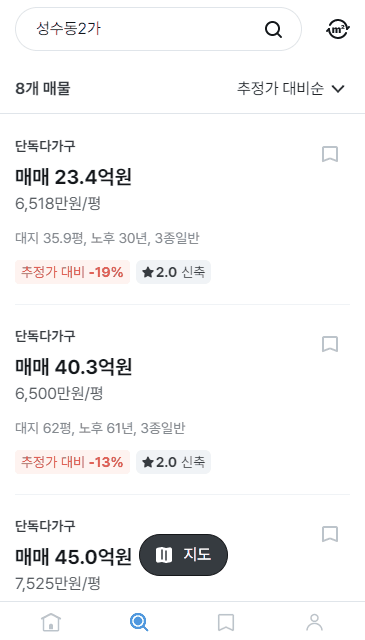 성수동2가
m²
8개 매물
추정가 대비순
단독다가구
매매 23.4억원
6,518만원/평
대지 35.9평, 노후 30년, 3종일반
추정가 대비 -19%
★2.0 신축
단독다가구
매매 40.3억원
6,500만원/평
대지 62평, 노후 61년, 3종일반
추정가 대비 -13%
★2.0 신축
단독다가구
매매 45.0억원
지도
7,525만원/평